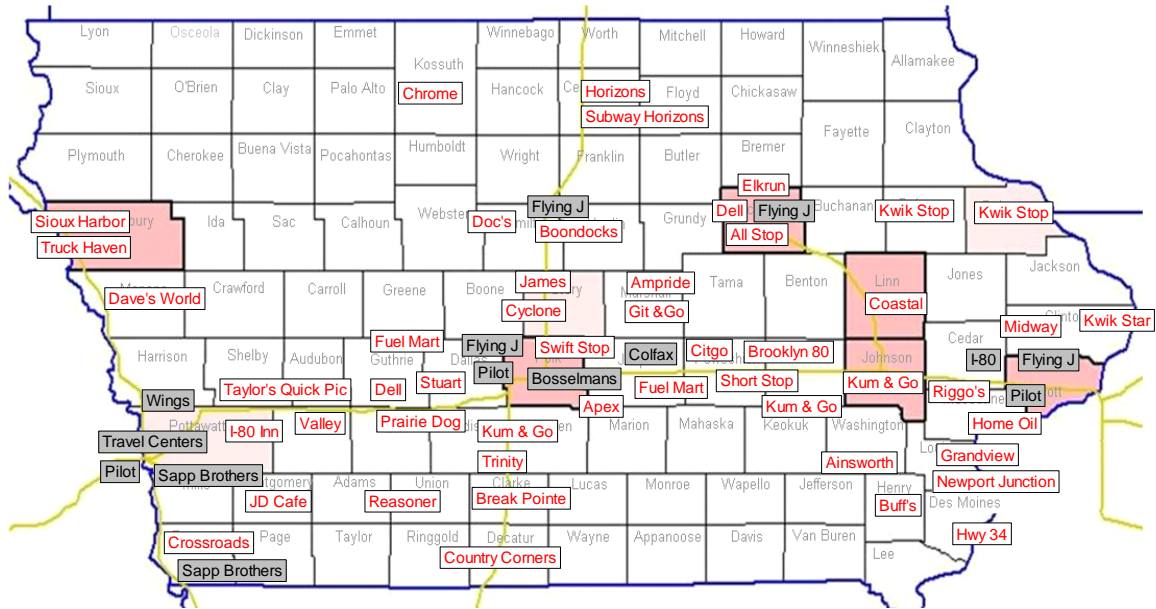 Lyon
Osceola
Dickinson
Emmet
Winnebago
Worth
Mitchell
Howard
Winneshiek
Allamakee
Kossuth
Sioux
O'Brien
Clay
Palo Alto
Chrome
Hancock
Ce
Horizons
Floyd
Chickasaw
Subway Horizons
Plymouth
Cherokee
Buena Vista
Pocahontas
Humboldt
Wright
Franklin
Butler
Bremer
Fayette
Clayton
Elkrun
Sioux Harbor
bury
Ida
Sac
Calhoun
Webster
Doc's
Flying J
Boondocks
Grundy
Dell
Flying J
Buchanan
Kwik Stop
Kwik Stop
All Stop
Truck Haven
Dave's World
Crawford
Carroll
Greene
Boone
James
Ampride
Tama
Benton
Linn
Jones
Jackson
Cyclone
Git &Go
Coastal
Midway
Kwik Star
Harrison
Shelby
Audubon
Guthrie
Fuel Mart
Dallas
Flying J
Swift Stop
Colfax
Citgo
Brooklyn 80
Johnson
Cedar
I-80
Flying J
Taylor's Quick Pic
Dell
Stuart
Pilot
Bosselmans
Fuel Mart
Short Stop
Kum & Go
Riggo's
Pilot
Wings
Apex
Kum & Go
Home Oil
Pottawatt
I-80 Inn
Valley
Prairie Dog
Kum & Go
Marion
Mahaska
Keokuk
Washington
Travel Centers
Grandview
Pilot
Sapp Brothers
Trinity
Ainsworth
Newport Junction
Mills
Adams
Union
Clarke
Lucas
Monroe
Wapello
Jefferson
Henry
Des Moines
JD Cafe
Reasoner
Break Pointe
Buff's
Crossroads
Page
Taylor
Ringgold
Decatur
Wayne
Appanoose
Davis
Van Buren
Lee
Hwy 34
Sapp Brothers
Country Corners